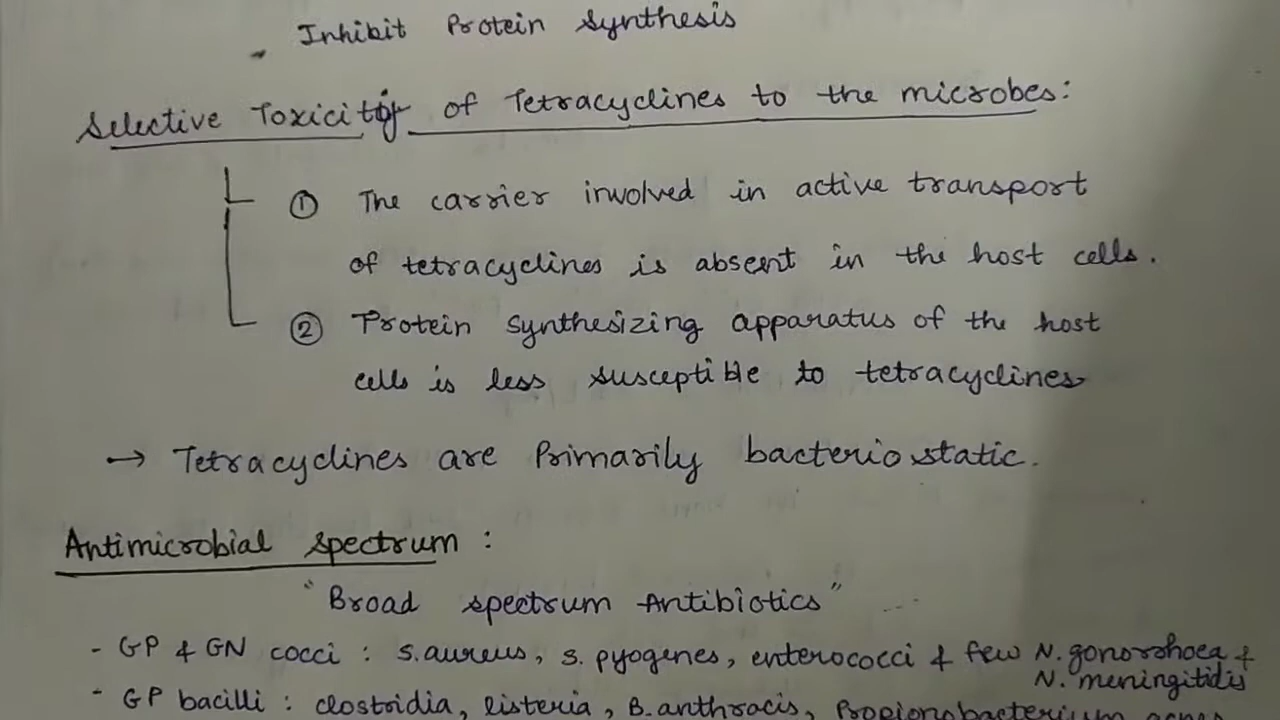 Inhibit Protein Synthesis
Selective Toxicity of Tetracyclines to the microbes:
① The carrier involved in active transport
of tetracyclines is absent in the host cells.
② Protein synthesizing apparatus of the host
cells is less susceptible to tetracyclines
→ Tetracyclines are Primarily bacteriostatic.
Antimicrobial spectrum :
"Broad spectrum Antibiotics"
- GP & GN cocci : S.aureus, S. pyogenes, enterococci & few N. gonorrhoea &
N. meningitidis
- GP bacilli : clostridia, listeria, B.anthracis, Propionobacterium acnes